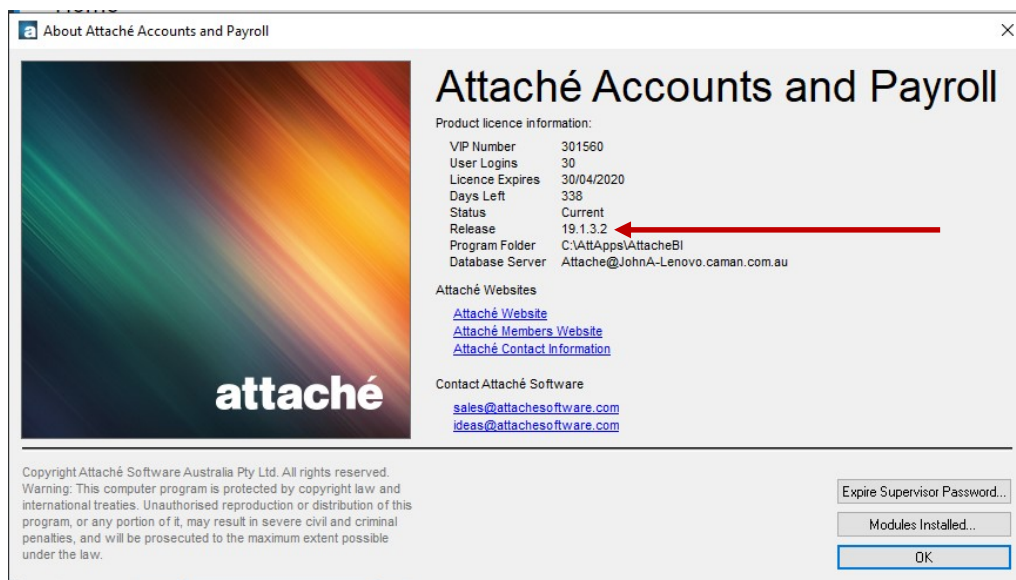 About Attaché Accounts and Payroll
attaché
Attaché Accounts and Payroll
Product licence information:
VIP Number 301560
User Logins 30
Licence Expires 30/04/2020
Days Left 338
Status Current
Release 19.1.3.2
Program Folder C:\AttApps\AttacheBI
Database Server Attache@JohnA-Lenovo.caman.com.au
Attaché Websites
Attaché Website
Attaché Members Website
Attaché Contact Information
Contact Attaché Software
sales@attachesoftware.com
ideas@attachesoftware.com
Copyright Attaché Software Australia Pty Ltd. All rights reserved.
Warning: This computer program is protected by copyright law and
international treaties. Unauthorised reproduction or distribution of this
program, or any portion of it, may result in severe civil and criminal
penalties, and will be prosecuted to the maximum extent possible
under the law.
Expire Supervisor Password...
Modules Installed...
OK